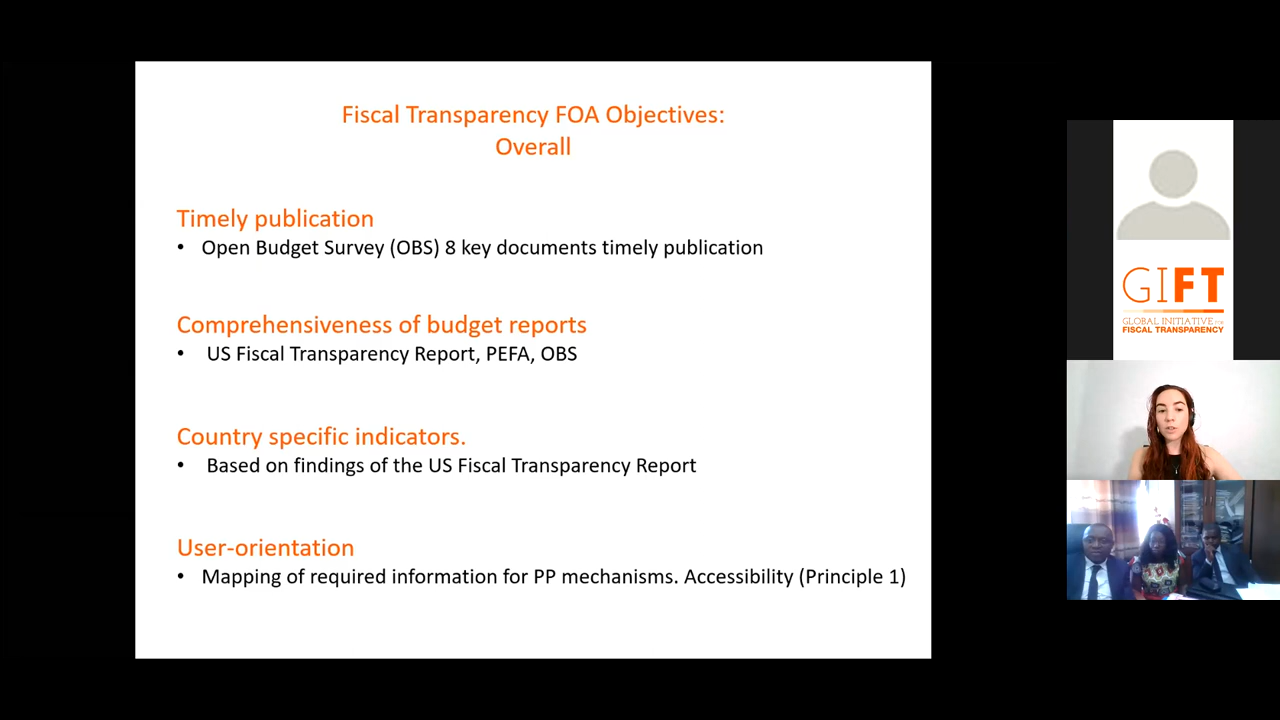 Fiscal Transparency FOA Objectives:
Overall
Timely publication
• Open Budget Survey (OBS) 8 key documents timely publication
Comprehensiveness of budget reports
• US Fiscal Transparency Report, PEFA, OBS
Country specific indicators.
• Based on findings of the US Fiscal Transparency Report
User-orientation
• Mapping of required information for PP mechanisms. Accessibility (Principle 1)
GIFT
GLOBAL INITIATIVE FOR
FISCAL TRANSPARENCY